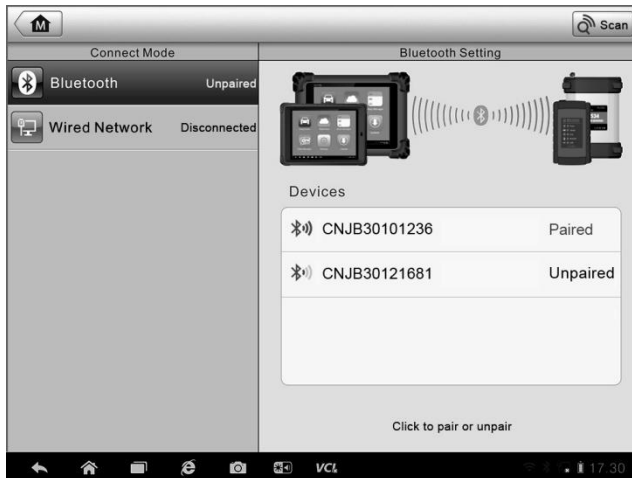 M
Scan
Connect Mode
Bluetooth Setting
Bluetooth Unpaired
Wired Network Disconnected
Devices
CNJB30101236 Paired
CNJB30121681 Unpaired
Click to pair or unpair
VCI
17.30